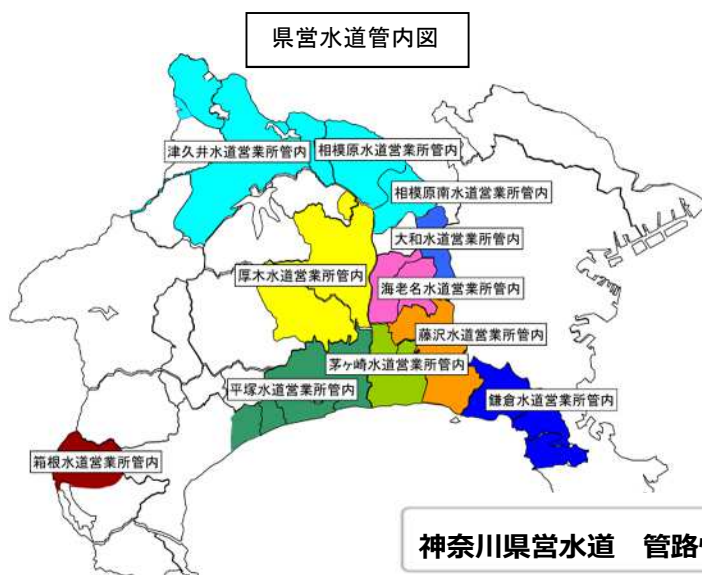 県営水道管内図
津久井水道営業所管内
相模原水道営業所管内
相模原南水道営業所管内
大和水道営業所管内
厚木水道営業所管内
海老名水道営業所管内
藤沢水道営業所管内
茅ヶ崎水道営業所管内
平塚水道営業所管内
鎌倉水道営業所管内
箱根水道営業所管内
神奈川県営水道　管路